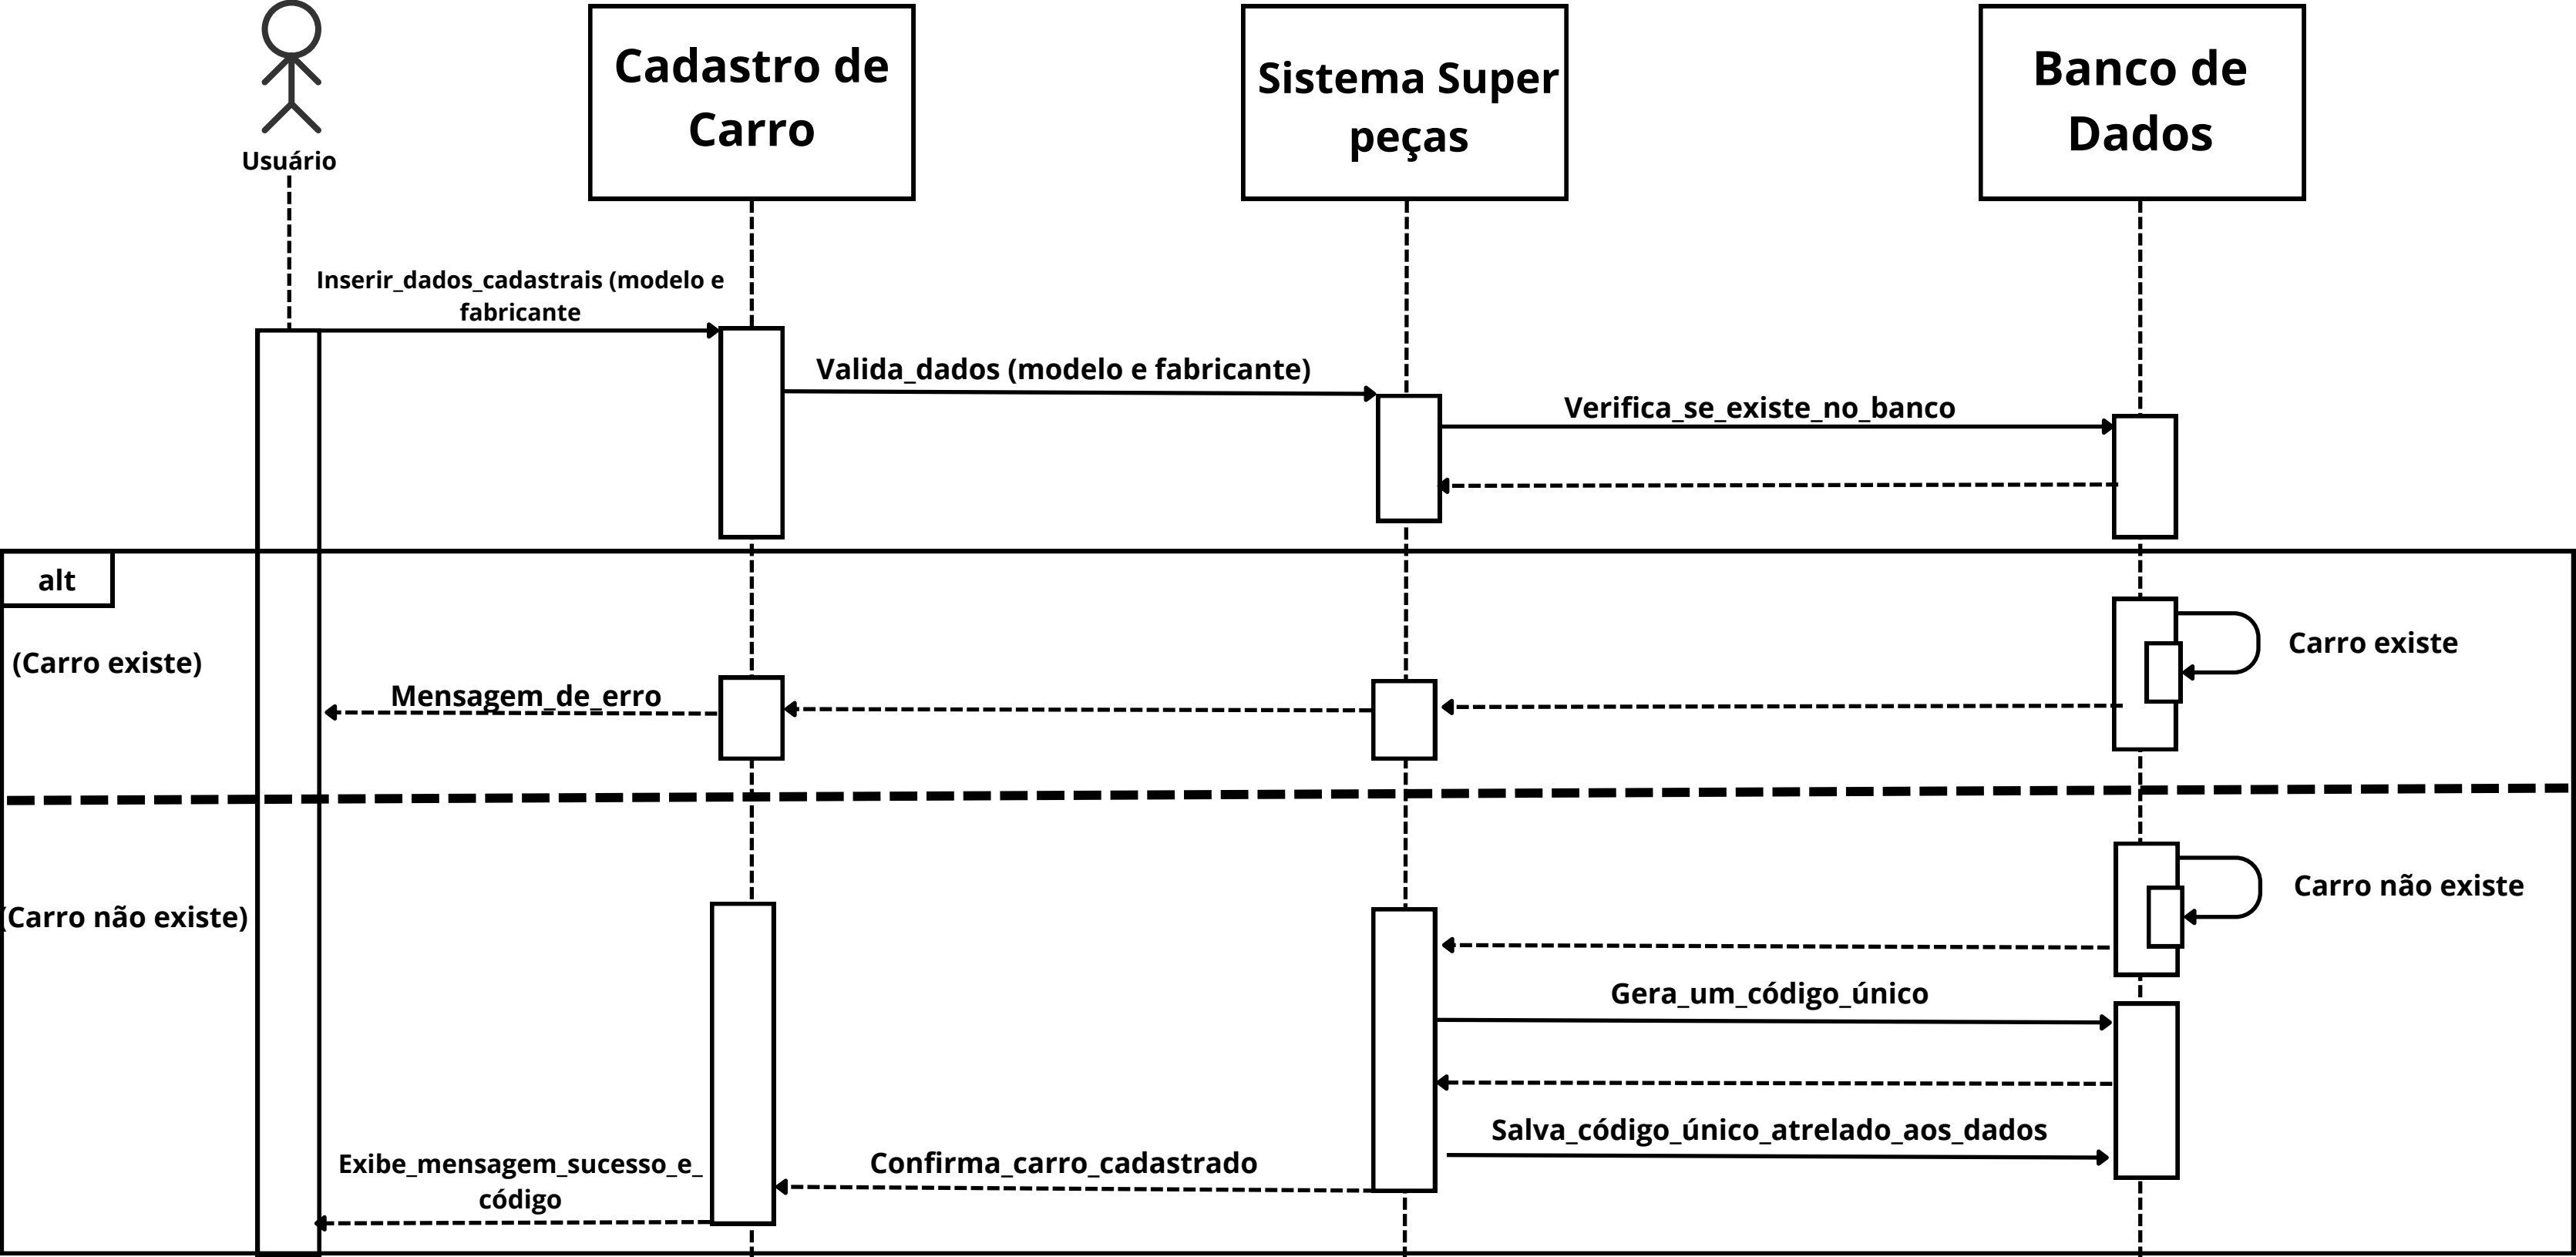 Usuário
Cadastro de
Carro
Sistema Super
peças
Banco de
Dados
Inserir_dados_cadastrais (modelo e
fabricante
Valida_dados (modelo e fabricante)
Verifica_se_existe_no_banco
alt
(Carro existe)
Carro existe
Mensagem_de_erro
(Carro não existe)
Carro não existe
Gera_um_código_único
Salva_código_único_atrelado_aos_dados
Confirma_carro_cadastrado
Exibe_mensagem_sucesso_e_
código